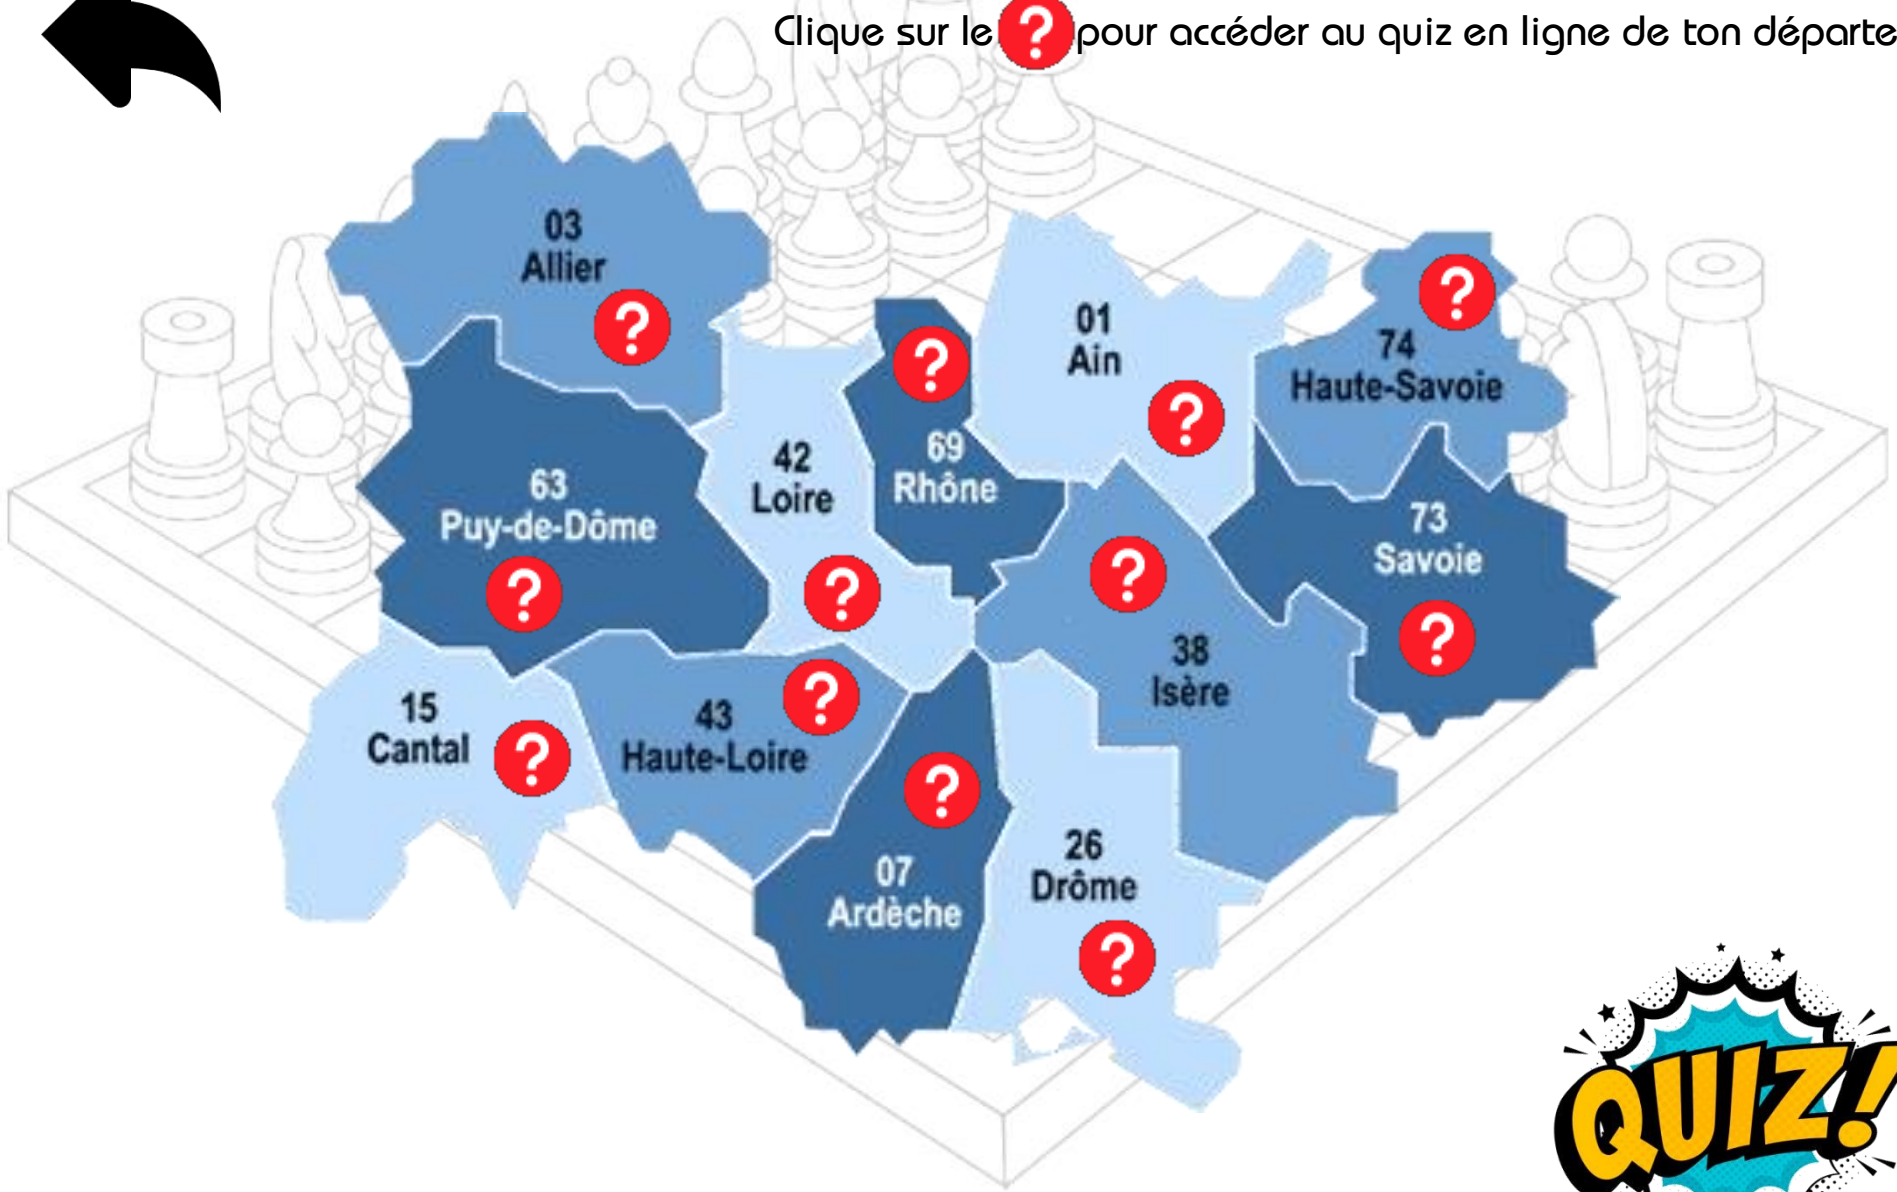 Clique sur le ? pour accéder au quiz en ligne de ton départe
03
Allier
?
01
Ain
?
74
Haute-Savoie
?
?
69
Rhône
42
Loire
?
63
Puy-de-Dôme
?
73
Savoie
?
?
38
Isère
15
Cantal
?
43
Haute-Loire
?
?
07
Ardèche
26
Drôme
?
QUIZ!